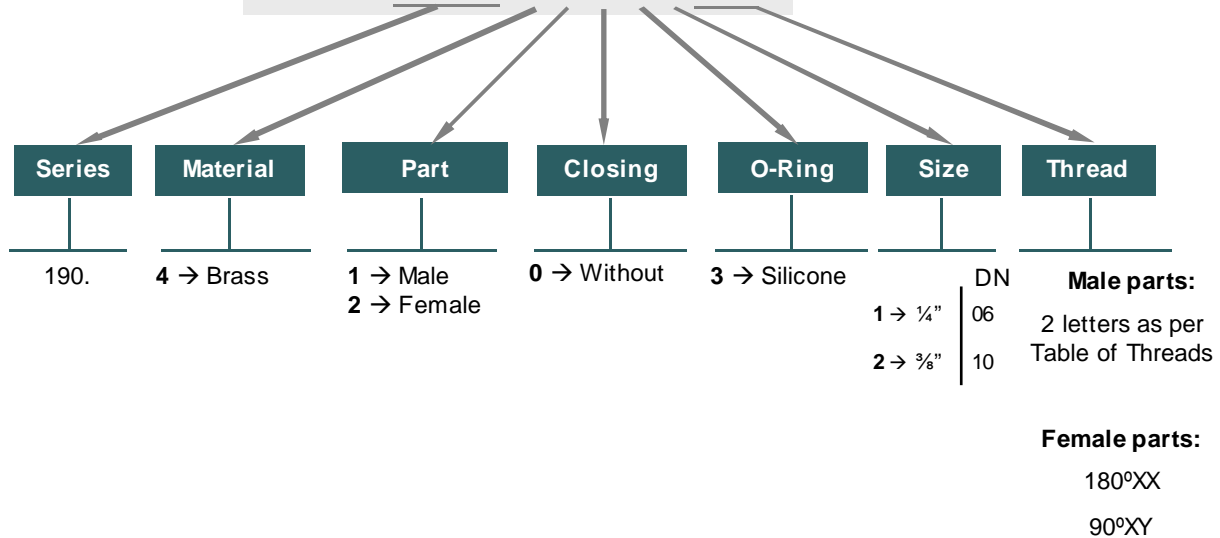 Series
Material
Part
Closing
O-Ring
Size
Thread
190.
4 → Brass
1 → Male
2 → Female
0 → Without
3 → Silicone
DN
1 → ¼” 06
2 → ⅜” 10
Male parts:
2 letters as per
Table of Threads
Female parts:
180ºXX
90ºXY